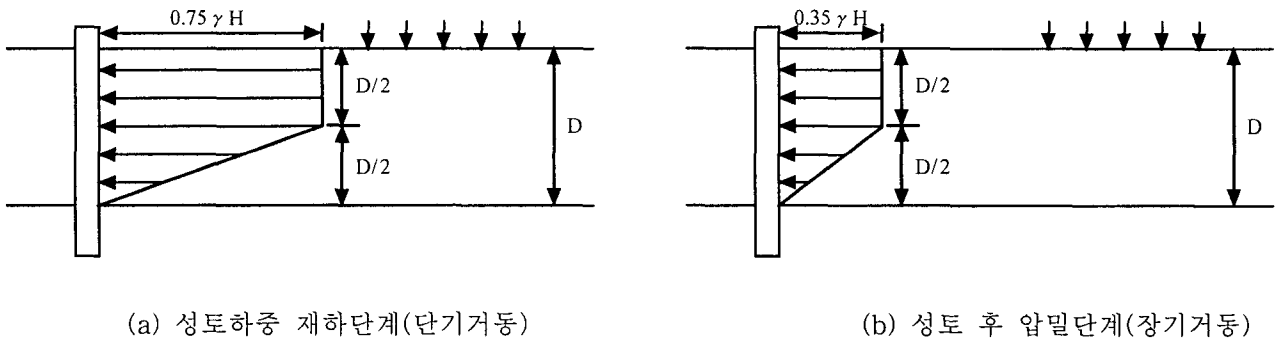 0.75 γ H
D/2
D/2
D
(a) 성토하중 재하단계(단기거동)
0.35 γ H
D/2
D/2
D
(b) 성토 후 압밀단계(장기거동)